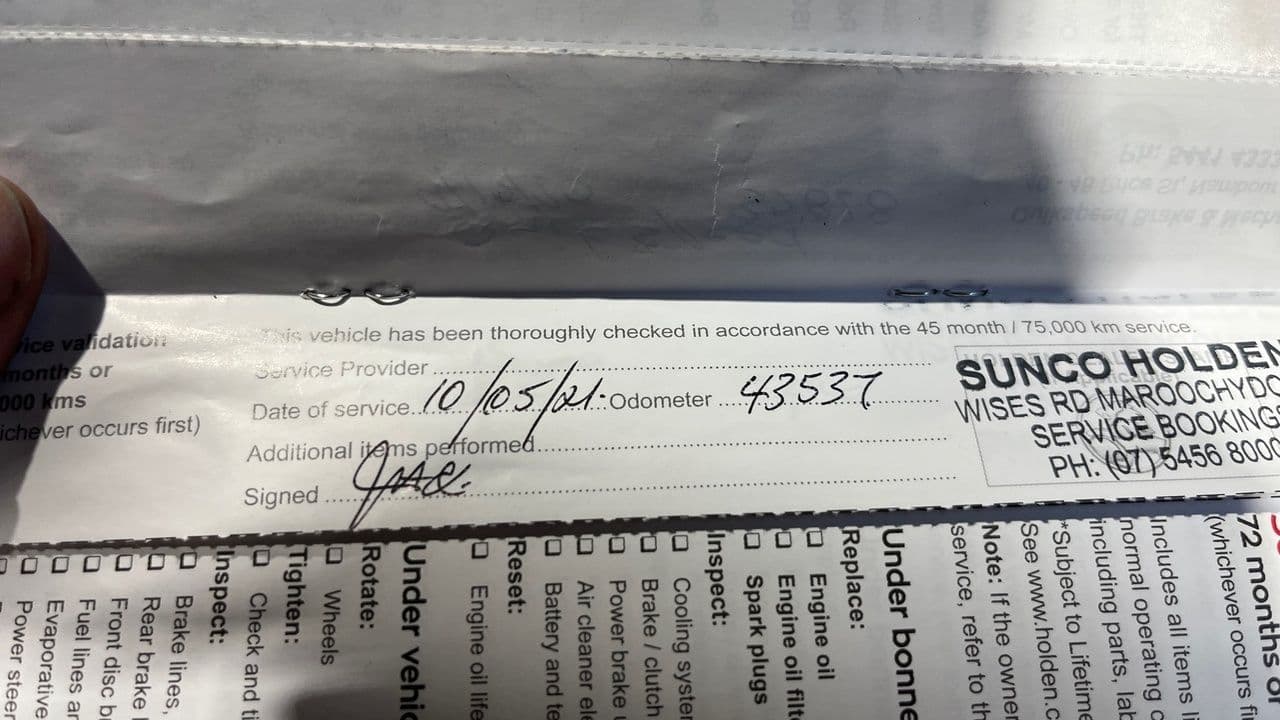 This vehicle has been thoroughly checked in accordance with the 45 month / 75,000 km service.
Service Provider
Date of service 10/05/21. Odometer 43537
Additional items performed
Signed
vice validation
months or
000 kms
ichever occurs first)
SUNCO HOLDEN
WISES RD MAROOCHYDO
SERVICE BOOKING
PH: (07) 5456 8000
72 months or
(whichever occurs fi
Includes all items li
normal operating c
including parts, lab
*Subject to Lifetime
See www.holden.c
Note: If the owner
service, refer to th
Under bonne
Replace:
Engine oil
Engine oil filt
Spark plugs
Inspect:
Cooling system
Brake / clutch
Power brake
Air cleaner ele
Battery and te
Reset:
Engine oil life
Under vehic
Rotate:
Wheels
Tighten:
Check and ti
Inspect:
Brake lines,
Rear brake
Front disc b
Fuel lines ar
Evaporative
Power steer